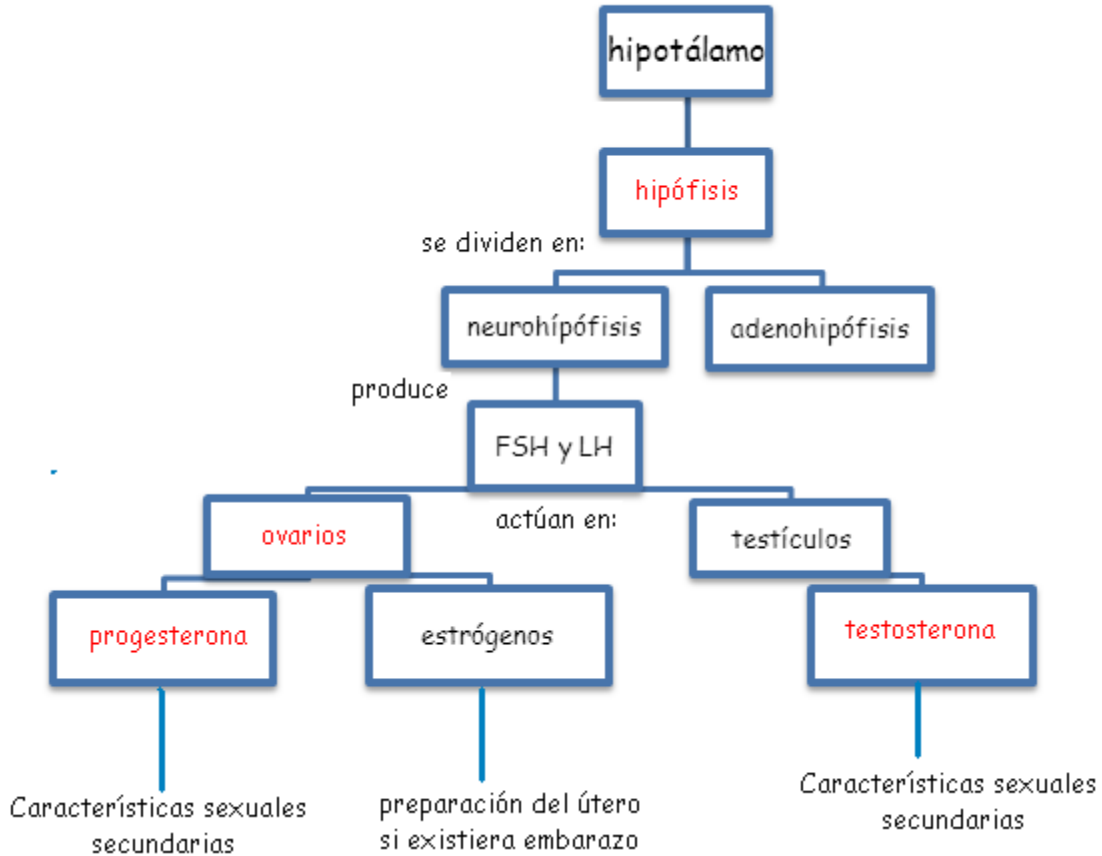 hipotálamo
hipófisis
se dividen en:
neurohípófisis
adenohipófisis
produce
FSH y LH
actúan en:
ovarios
testículos
progesterona
estrógenos
testosterona
Características sexuales
secundarias
preparación del útero
si existiera embarazo
Características sexuales
secundarias